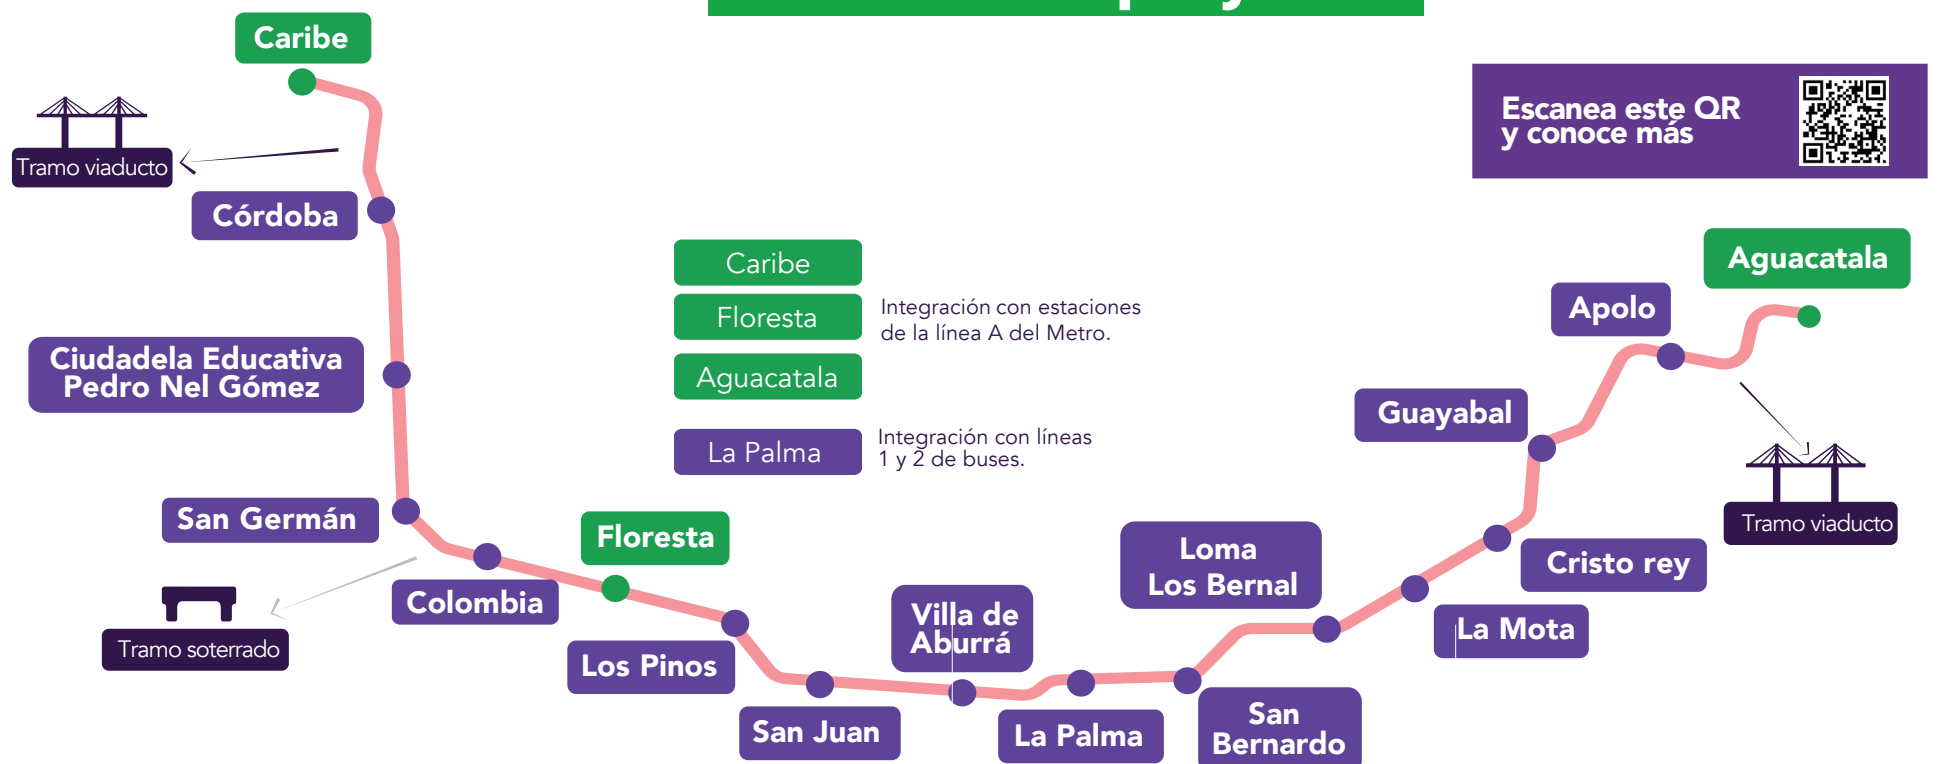 Caribe
Escanea este QR
y conoce más
Tramo viaducto
Córdoba
Caribe
Floresta
Aguacatala
Integración con estaciones
de la línea A del Metro.
La Palma
Integración con líneas
1 y 2 de buses.
Aguacatala
Apolo
Ciudadela Educativa
Pedro Nel Gómez
Guayabal
San Germán
Floresta
Tramo viaducto
Loma
Los Bernal
Cristo rey
Colombia
Villa de
Aburrá
La Mota
Tramo soterrado
Los Pinos
San Juan
La Palma
San
Bernardo